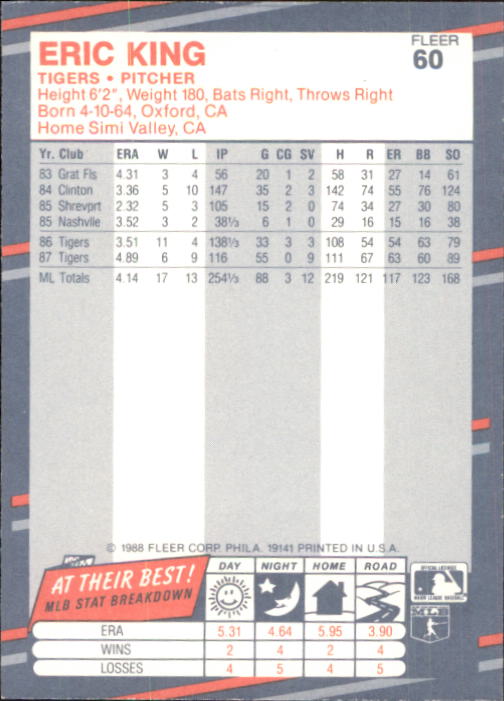 ERIC KING
FLEER
60
TIGERS • PITCHER
Height 6'2", Weight 180, Bats Right, Throws Right
Born 4-10-64, Oxford, CA
Home Simi Valley, CA
Yr. Club ERA W L IP G CG SV H R ER BB SO
83 Grat Fls 4.31 3 4 56 20 1 2 58 31 27 14 61
84 Clinton 3.36 5 10 147 35 2 3 142 74 55 76 124
85 Shrevprt 2.32 5 3 105 15 2 0 74 34 27 30 80
85 Nashvlle 3.52 3 2 38⅓ 6 1 0 29 16 15 16 38
86 Tigers 3.51 11 4 138⅓ 33 3 3 108 54 54 63 79
87 Tigers 4.89 6 9 116 55 0 9 111 67 63 60 89
ML Totals 4.14 17 13 254⅓ 88 3 12 219 121 117 123 168
© 1988 FLEER CORP. PHILA. 19141 PRINTED IN U.S.A.
AT THEIR BEST!
MLB STAT BREAKDOWN
DAY NIGHT HOME ROAD
OFFICIAL LICENSEE
MAJOR LEAGUE BASEBALL
MLBPA
ERA 5.31 4.64 5.95 3.90
WINS 2 4 2 4
LOSSES 4 5 4 5